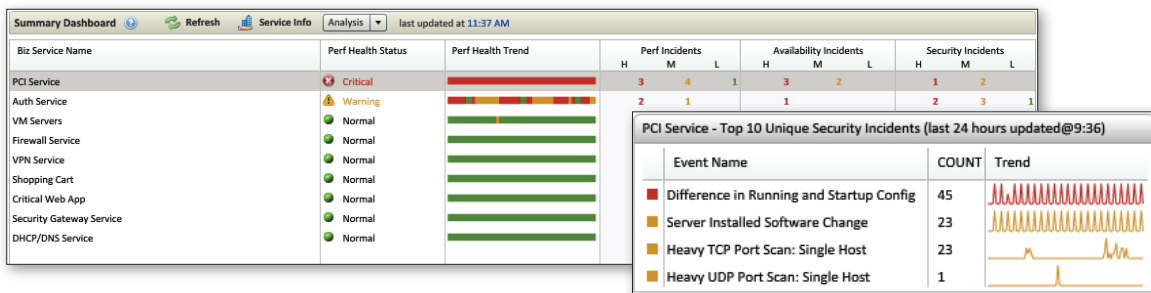 Summary Dashboard Refresh Service Info Analysis last updated at 11:37 AM
Biz Service Name Perf Health Status Perf Health Trend Perf Incidents Availability Incidents Security Incidents
H M L H M L H M L
PCI Service Critical 3 4 1 3 2 1 2
Auth Service Warning 2 1 1 2 3 1
VM Servers Normal
Firewall Service Normal
VPN Service Normal
Shopping Cart Normal
Critical Web App Normal
Security Gateway Service Normal
DHCP/DNS Service Normal
PCI Service - Top 10 Unique Security Incidents (last 24 hours updated@9:36)
Event Name COUNT Trend
Difference in Running and Startup Config 45
Server Installed Software Change 23
Heavy TCP Port Scan: Single Host 23
Heavy UDP Port Scan: Single Host 1